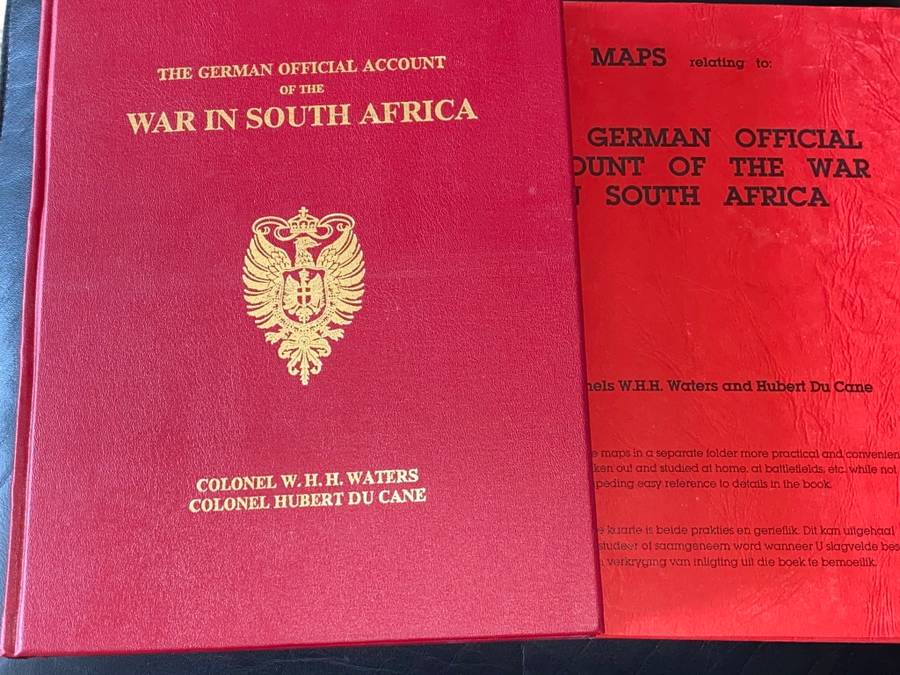 THE GERMAN OFFICIAL ACCOUNT
OF THE
WAR IN SOUTH AFRICA
COLONEL W. H. H. WATERS
COLONEL HUBERT DU CANE
MAPS relating to:
GERMAN OFFICIAL
OUNT OF THE WAR
SOUTH AFRICA
nels W.H.H. Waters and Hubert Du Cane
maps in a separate folder more practical and convenien
ken out and studied at home, at battlefields, etc. while not
peding easy reference to details in the book.
kaarte is beide prakties en gerieflik. Dit kan uitgehaal
studeer of saamgeneem word wanneer U slagvelde bes
verkryging van inligting uit die boek te bemoeilik.